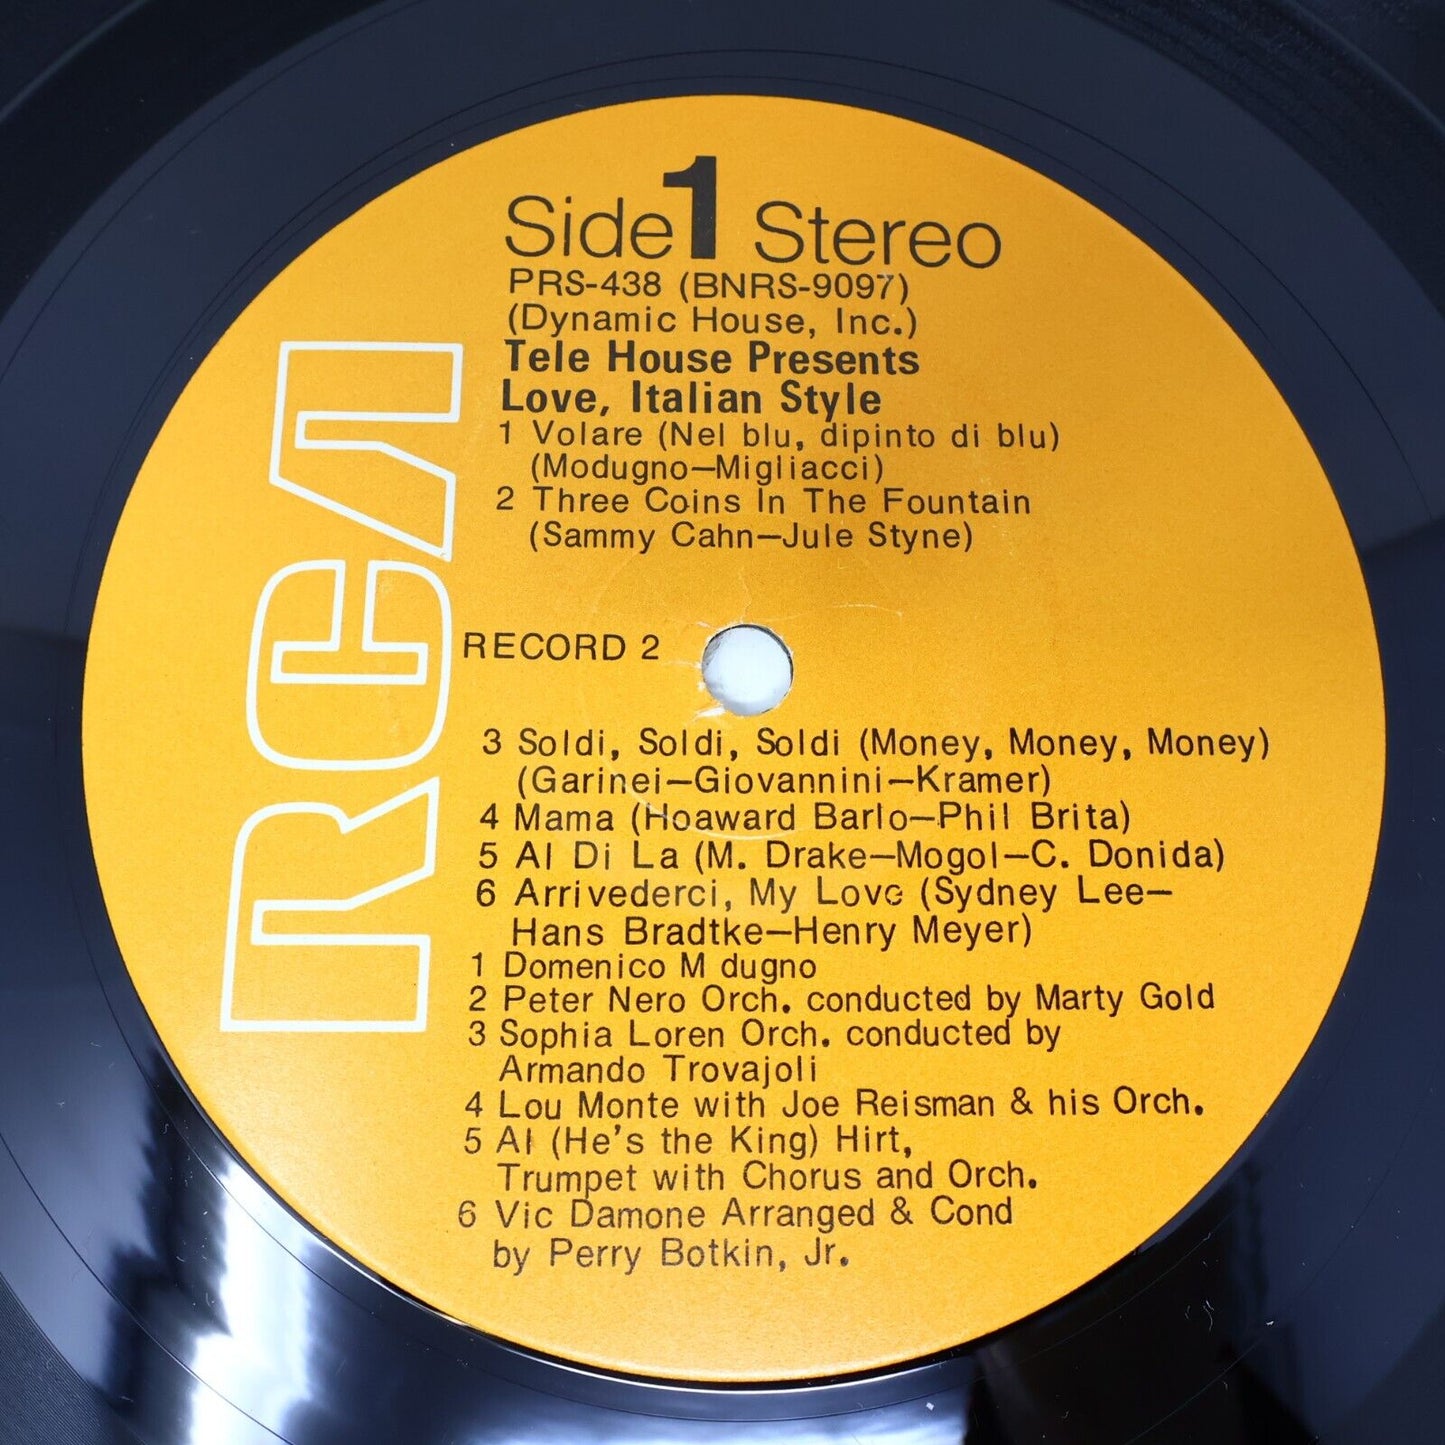 Side 1 Stereo
PRS-438 (BNRS-9097)
(Dynamic House, Inc.)
Tele House Presents
Love, Italian Style
1 Volare (Nel blu, dipinto di blu)
(Modugno—Migliacci)
2 Three Coins In The Fountain
(Sammy Cahn—Jule Styne)
RCA
RECORD 2
3 Soldi, Soldi, Soldi (Money, Money, Money)
(Garinei—Giovannini—Kramer)
4 Mama (Hoaward Barlo—Phil Brita)
5 Al Di La (M. Drake—Mogol—C. Donida)
6 Arrivederci, My Love (Sydney Lee—
Hans Bradtke—Henry Meyer)
1 Domenico M dugno
2 Peter Nero Orch. conducted by Marty Gold
3 Sophia Loren Orch. conducted by
Armando Trovajoli
4 Lou Monte with Joe Reisman & his Orch.
5 Al (He's the King) Hirt,
Trumpet with Chorus and Orch.
6 Vic Damone Arranged & Cond
by Perry Botkin, Jr.